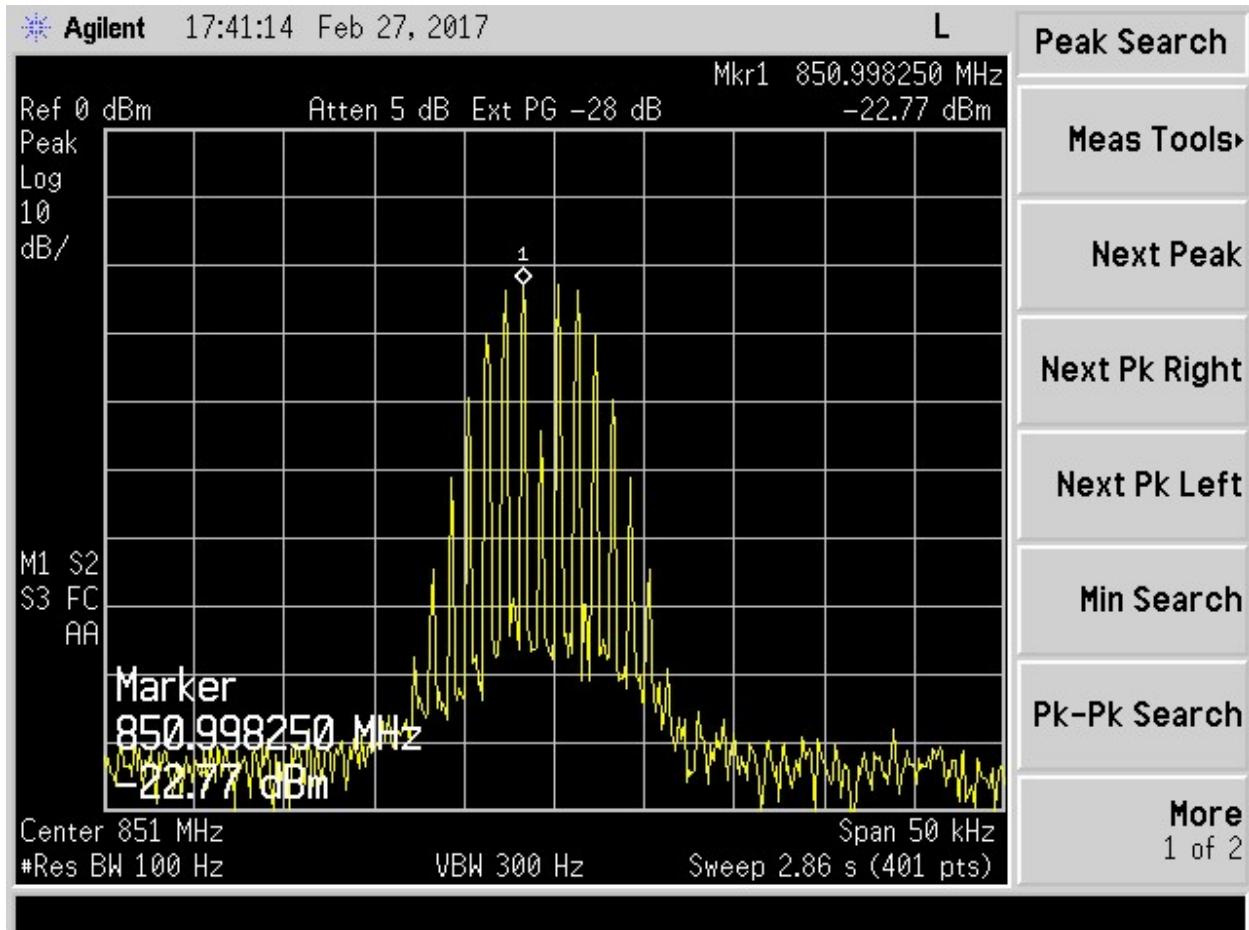 Agilent 17:41:14 Feb 27, 2017 L
Peak Search
Mkr1 850.998250 MHz
Ref 0 dBm Atten 5 dB Ext PG -28 dB -22.77 dBm
Peak
Log
10
dB/
1
M1 S2
S3 FC
AA
Marker
850.998250 MHz
-22.77 dBm
Center 851 MHz Span 50 kHz
#Res BW 100 Hz VBW 300 Hz Sweep 2.86 s (401 pts)
Meas Tools▸
Next Peak
Next Pk Right
Next Pk Left
Min Search
Pk-Pk Search
More
1 of 2